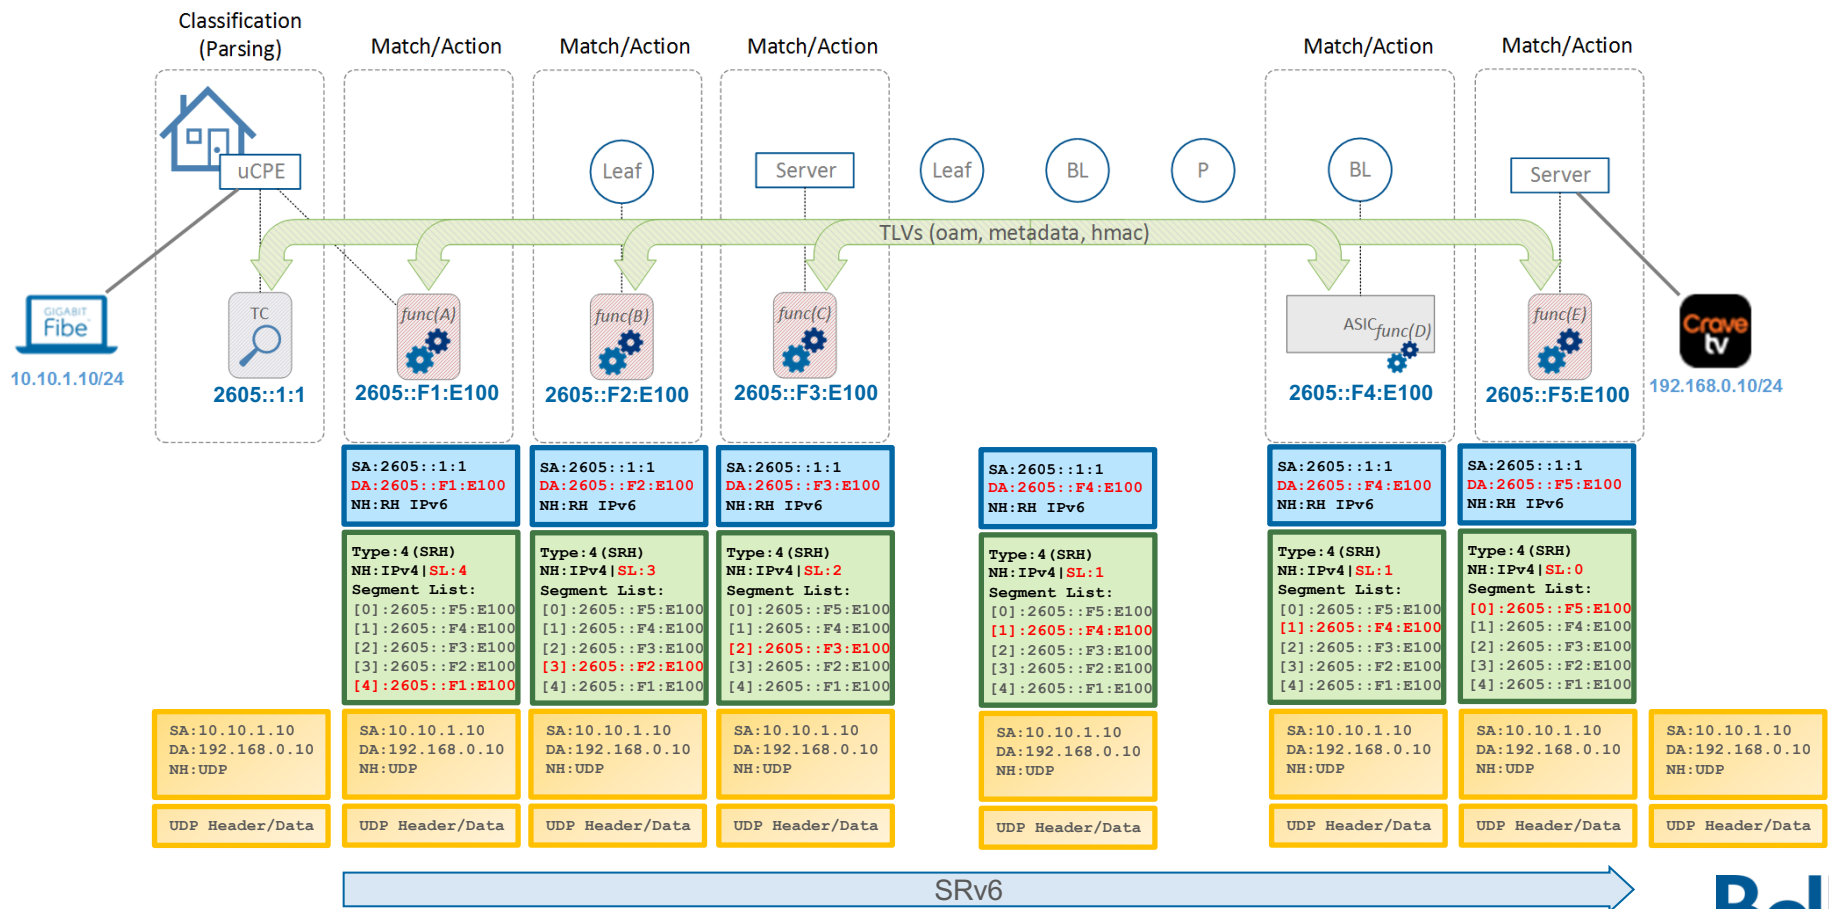 Classification
(Parsing)
Match/Action
Match/Action
Match/Action
Match/Action
Match/Action
uCPE
Leaf
Server
Leaf
BL
P
BL
Server
TLVs (oam, metadata, hmac)
GIGABIT
Fibe
10.10.1.10/24
TC
2605::1:1
func(A)
2605::F1:E100
func(B)
2605::F2:E100
func(C)
2605::F3:E100
ASIC
func(D)
2605::F4:E100
func(E)
2605::F5:E100
Crave
tv
192.168.0.10/24
SA:2605::1:1
DA:2605::F1:E100
NH:RH IPv6
Type:4(SRH)
NH:IPv4|SL:4
Segment List:
[0]:2605::F5:E100
[1]:2605::F4:E100
[2]:2605::F3:E100
[3]:2605::F2:E100
[4]:2605::F1:E100
SA:2605::1:1
DA:2605::F2:E100
NH:RH IPv6
Type:4(SRH)
NH:IPv4|SL:3
Segment List:
[0]:2605::F5:E100
[1]:2605::F4:E100
[2]:2605::F3:E100
[3]:2605::F2:E100
[4]:2605::F1:E100
SA:2605::1:1
DA:2605::F3:E100
NH:RH IPv6
Type:4(SRH)
NH:IPv4|SL:2
Segment List:
[0]:2605::F5:E100
[1]:2605::F4:E100
[2]:2605::F3:E100
[3]:2605::F2:E100
[4]:2605::F1:E100
SA:2605::1:1
DA:2605::F4:E100
NH:RH IPv6
Type:4(SRH)
NH:IPv4|SL:1
Segment List:
[0]:2605::F5:E100
[1]:2605::F4:E100
[2]:2605::F3:E100
[3]:2605::F2:E100
[4]:2605::F1:E100
SA:2605::1:1
DA:2605::F4:E100
NH:RH IPv6
Type:4(SRH)
NH:IPv4|SL:1
Segment List:
[0]:2605::F5:E100
[1]:2605::F4:E100
[2]:2605::F3:E100
[3]:2605::F2:E100
[4]:2605::F1:E100
SA:2605::1:1
DA:2605::F5:E100
NH:RH IPv6
Type:4(SRH)
NH:IPv4|SL:0
Segment List:
[0]:2605::F5:E100
[1]:2605::F4:E100
[2]:2605::F3:E100
[3]:2605::F2:E100
[4]:2605::F1:E100
SA:10.10.1.10
DA:192.168.0.10
NH:UDP
UDP Header/Data
SA:10.10.1.10
DA:192.168.0.10
NH:UDP
UDP Header/Data
SA:10.10.1.10
DA:192.168.0.10
NH:UDP
UDP Header/Data
SA:10.10.1.10
DA:192.168.0.10
NH:UDP
UDP Header/Data
SA:10.10.1.10
DA:192.168.0.10
NH:UDP
UDP Header/Data
SA:10.10.1.10
DA:192.168.0.10
NH:UDP
UDP Header/Data
SA:10.10.1.10
DA:192.168.0.10
NH:UDP
UDP Header/Data
SA:10.10.1.10
DA:192.168.0.10
NH:UDP
UDP Header/Data
SRv6